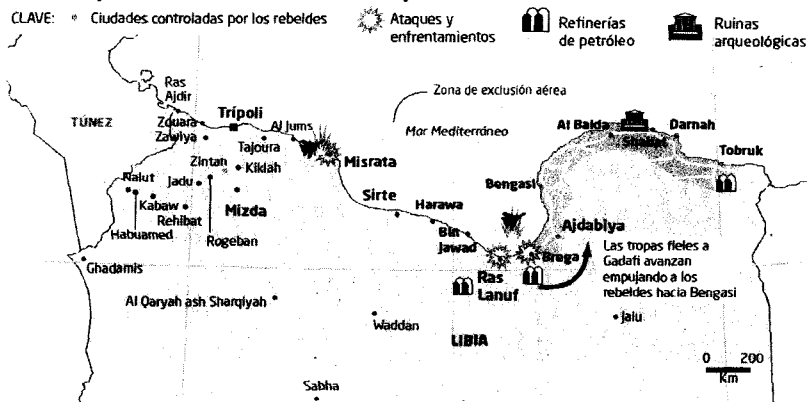 CLAVE:
Ciudades controladas por los rebeldes
Ataques y
enfrentamientos
Refinerías
de petróleo
Ruinas
arqueológicas
Ras
Ajdir
Zona de exclusión aérea
TÚNEZ
Zouara
Trípoli
Al Jums
Mar Mediterráneo
Al Baida
Darnah
Zawiya
Tajoura
Misrata
Tobruk
Zintan
Kikiah
Nalut
Jadu
Bengasi
Kabaw
Mizda
Sirte
Harawa
Rehibat
Bin
Jawad
Ajdabiya
Habuamed
Rogeban
Brega
Las tropas fieles a
Gadafi avanzan
empujando a los
rebeldes hacia Bengasi
Ghadamis
Ras
Lanuf
Al Qaryah ash Sharqiyah
Waddan
Jalu
LIBIA
0 200
Km
Sabha